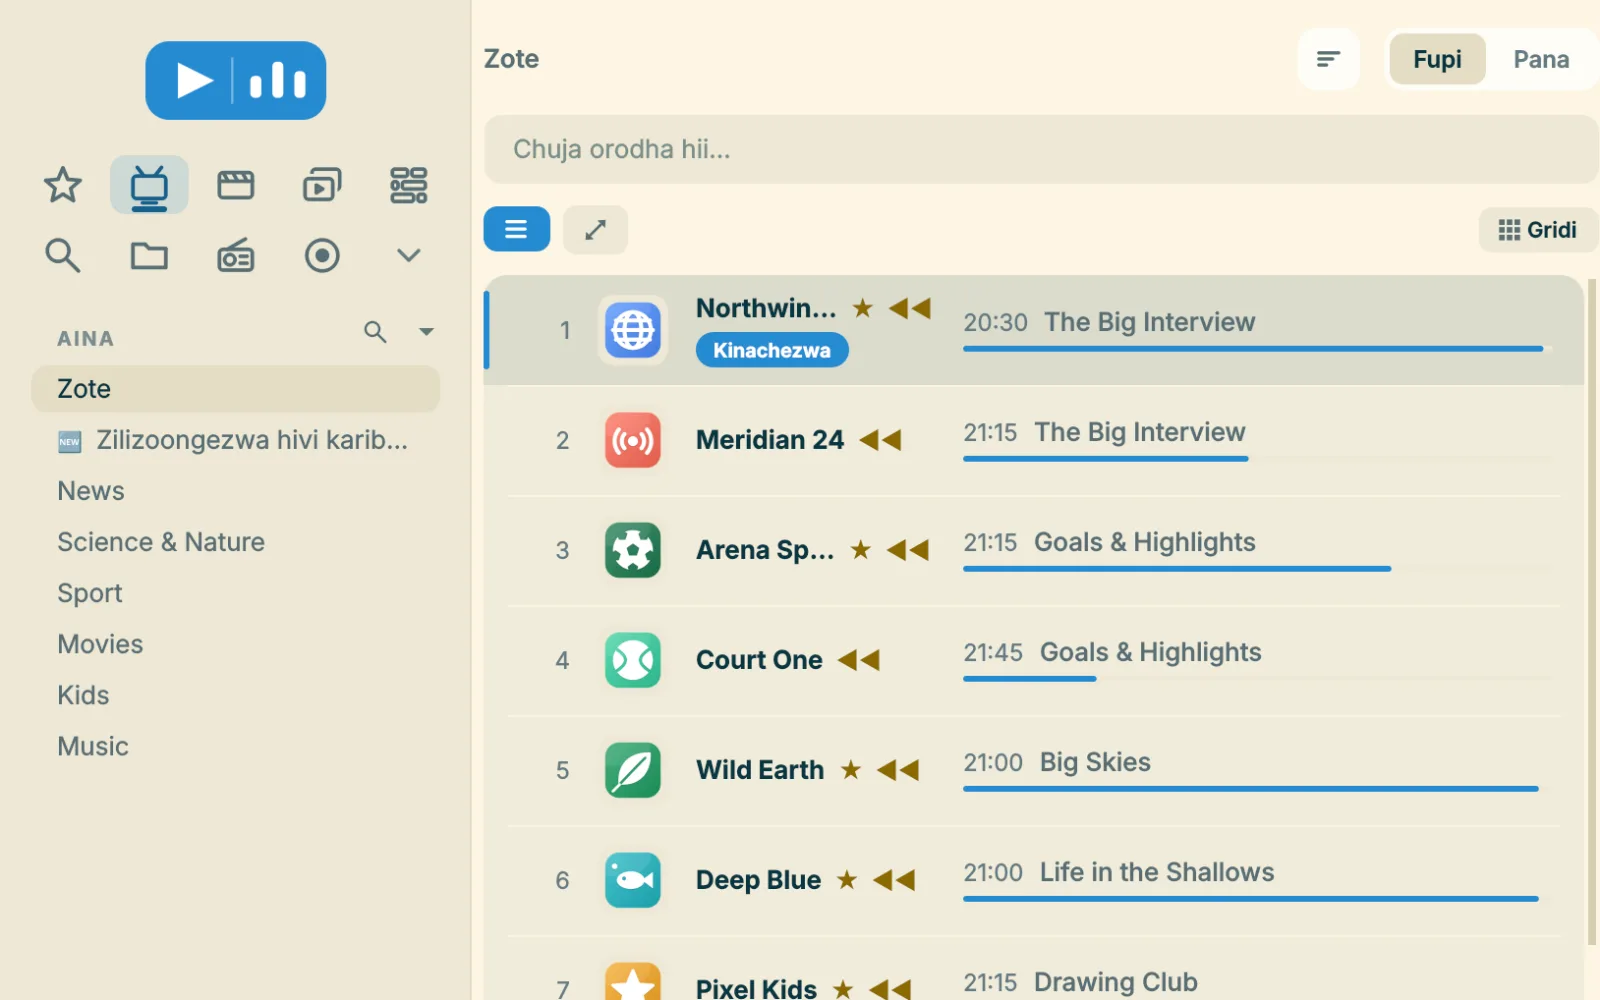 Zote
Fupi
Pana
Chuja orodha hii...
Gridi
AINA
Zote
NEW Zilizoongezwa hivi karib...
News
Science & Nature
Sport
Movies
Kids
Music
1 Northwin... 20:30 The Big Interview
Kinachezwa
2 Meridian 24 21:15 The Big Interview
3 Arena Sp... 21:15 Goals & Highlights
4 Court One 21:45 Goals & Highlights
5 Wild Earth 21:00 Big Skies
6 Deep Blue 21:00 Life in the Shallows
7 Pixel Kids 21:15 Drawing Club